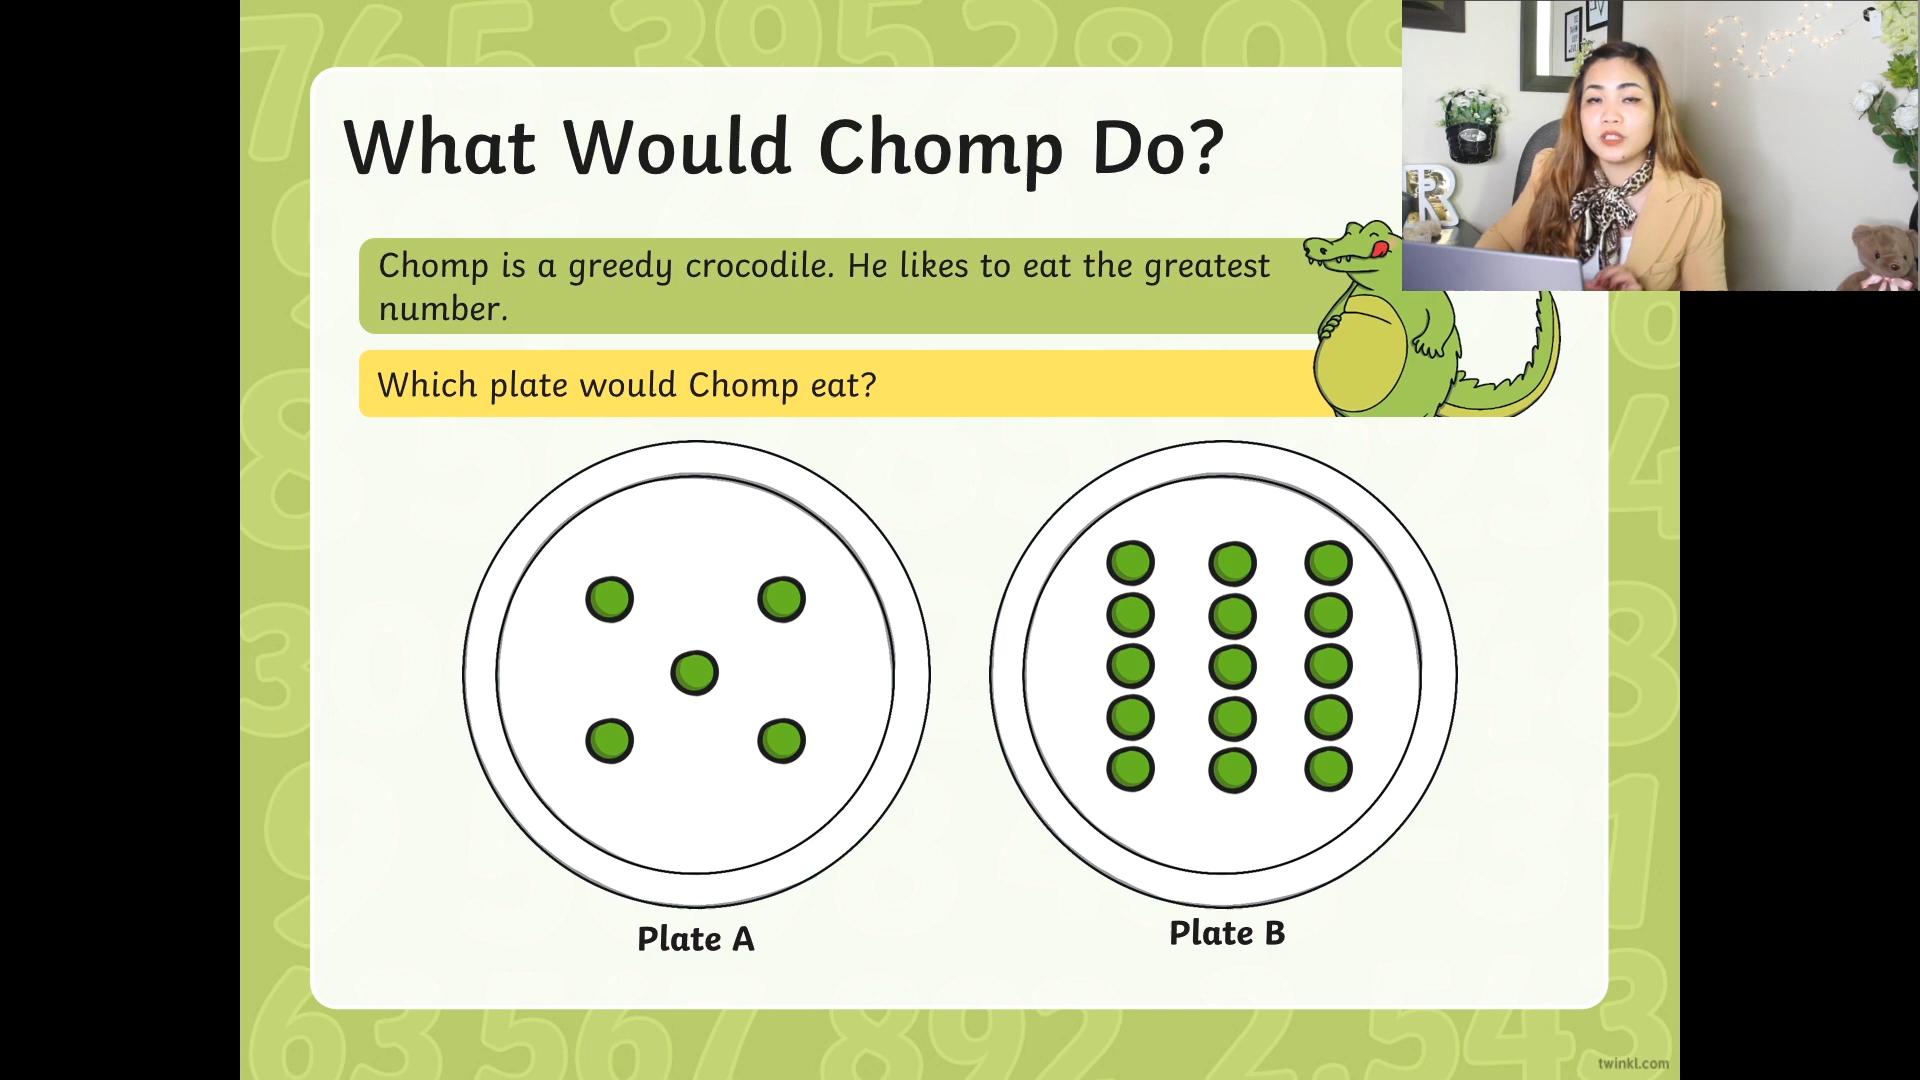 What Would Chomp Do?
Chomp is a greedy crocodile. He likes to eat the greatest
number.
Which plate would Chomp eat?
Plate A
Plate B
R
twinkl.com